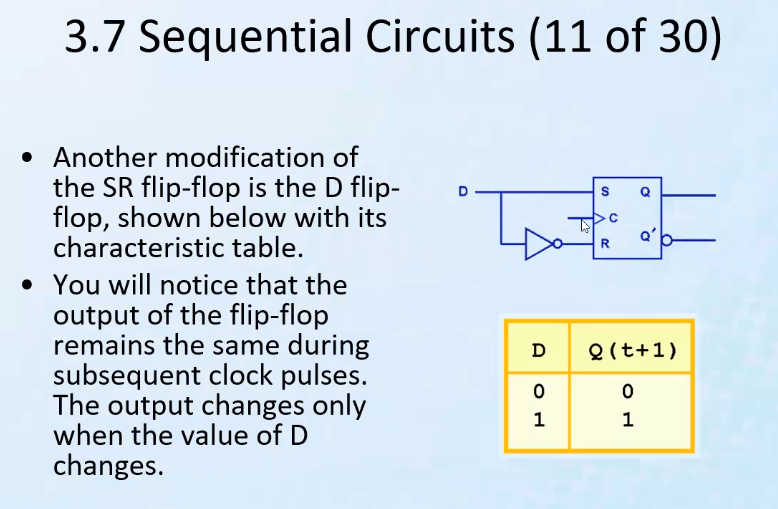 3.7 Sequential Circuits (11 of 30)
• Another modification of
the SR flip-flop is the D flip-
flop, shown below with its
characteristic table.
• You will notice that the
output of the flip-flop
remains the same during
subsequent clock pulses.
The output changes only
when the value of D
changes.
D
S Q
C
R Q'
D Q(t+1)
0 0
1 1